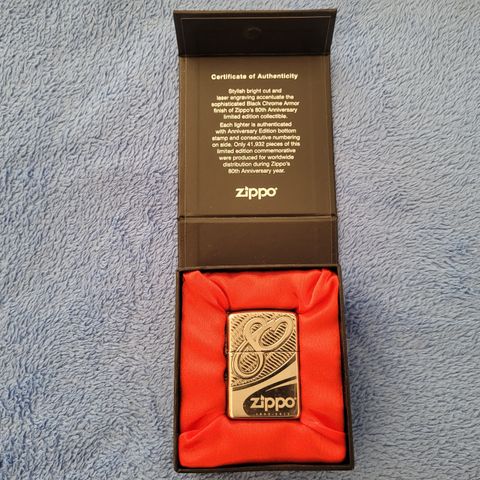 Certificate of Authenticity
Stylish bright cut and
laser engraving accentuate the
sophisticated Black Chrome Armor
finish of Zippo's 80th Anniversary
limited edition collectible.
Each lighter is authenticated
with Anniversary Edition bottom
stamp and consecutive numbering
on side. Only 41,932 pieces of this
limited edition commemorative
were produced for worldwide
distribution during Zippo's
80th Anniversary year.
zippo
80
zippo
1932-2012